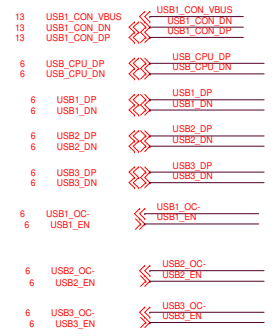 13 USB1_CON_VBUS USB1_CON_VBUS
13 USB1_CON_DN USB1_CON_DN
13 USB1_CON_DP USB1_CON_DP
6 USB_CPU_DP USB_CPU_DP
6 USB_CPU_DN USB_CPU_DN
6 USB1_DP USB1_DP
6 USB1_DN USB1_DN
6 USB2_DP USB2_DP
6 USB2_DN USB2_DN
6 USB3_DP USB3_DP
6 USB3_DN USB3_DN
6 USB1_OC- USB1_OC-
6 USB1_EN USB1_EN
6 USB2_OC- USB2_OC-
6 USB2_EN USB2_EN
6 USB3_OC- USB3_OC-
6 USB3_EN USB3_EN